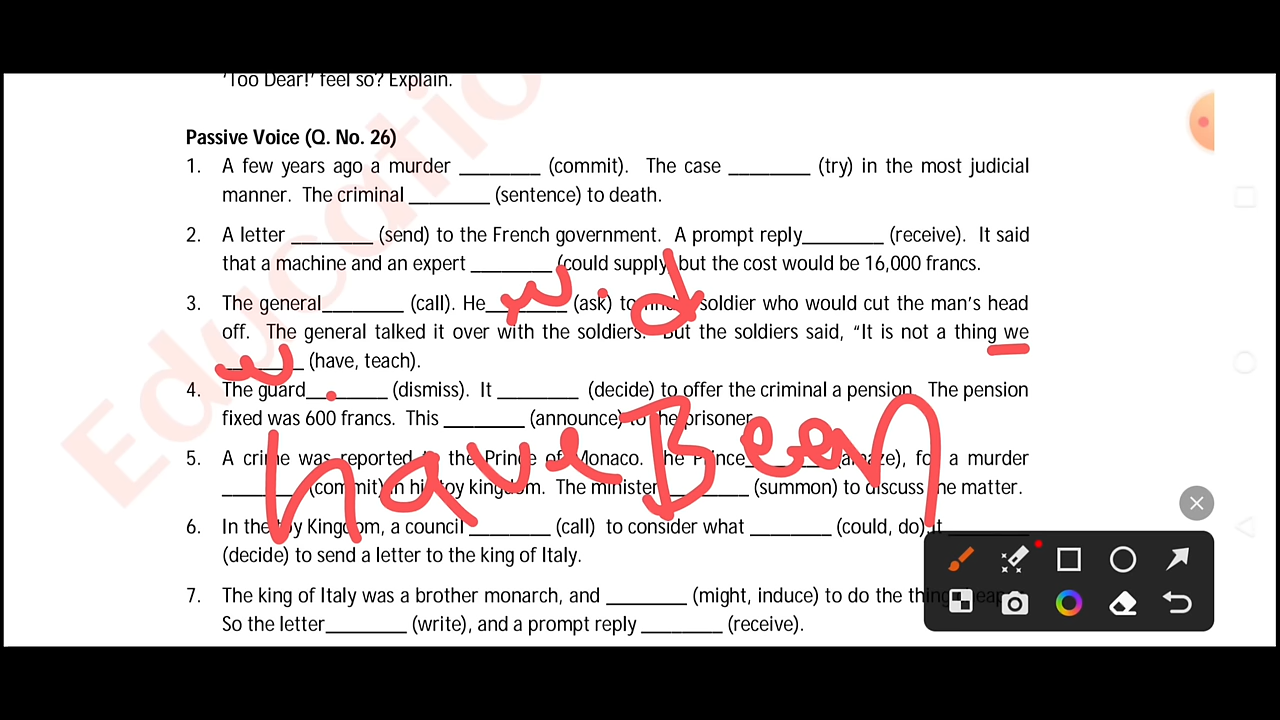 'Too Dear!' feel so? Explain.
Passive Voice (Q. No. 26)
1. A few years ago a murder ________ (commit). The case ________ (try) in the most judicial
manner. The criminal ________ (sentence) to death.
2. A letter ________ (send) to the French government. A prompt reply________ (receive). It said
that a machine and an expert ________ (could supply) but the cost would be 16,000 francs.
3. The general________ (call). He________ (ask) to find a soldier who would cut the man's head
off. The general talked it over with the soldiers. But the soldiers said, "It is not a thing we
________ (have, teach).
4. The guard________ (dismiss). It ________ (decide) to offer the criminal a pension. The pension
fixed was 600 francs. This ________ (announce) to the prisoner.
5. A crime was reported to the Prince of Monaco. The Prince________ (amaze), for a murder
________ (commit) in his toy kingdom. The minister ________ (summon) to discuss the matter.
6. In the toy Kingdom, a council ________ (call) to consider what ________ (could, do). It ________
(decide) to send a letter to the king of Italy.
7. The king of Italy was a brother monarch, and ________ (might, induce) to do the thing cheaper.
So the letter________ (write), and a prompt reply ________ (receive).
have Been
Educatio